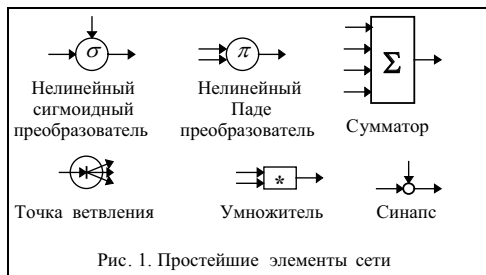 σ
π
Σ
Нелинейный
сигмоидный
преобразователь
Нелинейный
Паде
преобразователь
Сумматор
*
Точка ветвления
Умножитель
Синапс
Рис. 1. Простейшие элементы сети